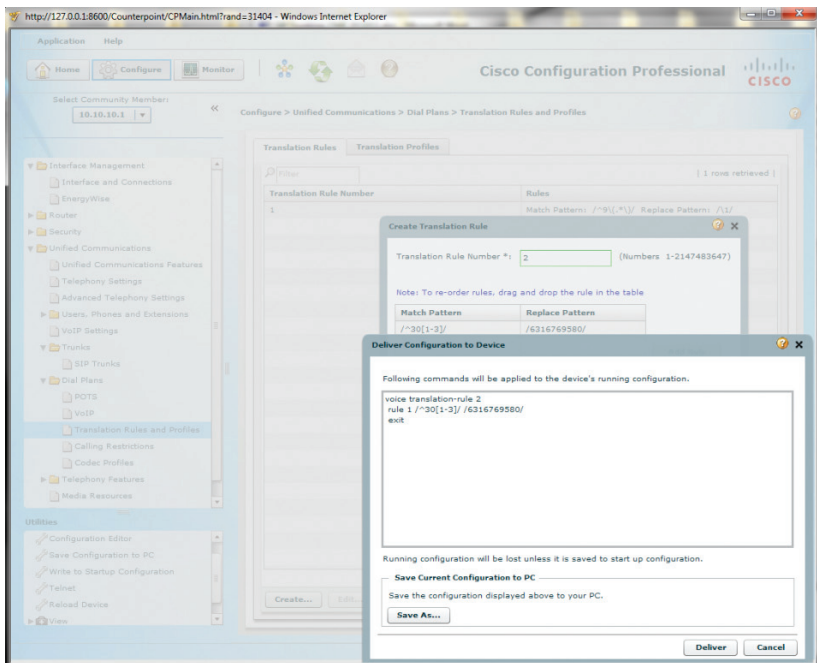 http://127.0.0.1:8600/Counterpoint/CPMain.html?rand=31404 - Windows Internet Explorer
Application Help
Home Configure Monitor
Cisco Configuration Professional
CISCO
Select Community Member:
10.10.10.1
«
Configure > Unified Communications > Dial Plans > Translation Rules and Profiles
Interface Management
Interface and Connections
EnergyWise
Router
Security
Unified Communications
Unified Communications Features
Telephony Settings
Advanced Telephony Settings
Users, Phones and Extensions
VoIP Settings
Trunks
SIP Trunks
Dial Plans
POTS
VoIP
Translation Rules and Profiles
Calling Restrictions
Codec Profiles
Telephony Features
Media Resources
Utilities
Configuration Editor
Save Configuration to PC
Write to Startup Configuration
Telnet
Reload Device
View
Translation Rules Translation Profiles
Filter
| 1 rows retrieved |
Translation Rule Number Rules
1 Match Pattern: /^9\(.*\)/ Replace Pattern: /\1/
Create... Edit...
Create Translation Rule
Translation Rule Number *: 2 (Numbers 1-2147483647)
Note: To re-order rules, drag and drop the rule in the table
Match Pattern Replace Pattern
/^30[1-3]/ /6316769580/
Deliver Configuration to Device
Following commands will be applied to the device's running configuration.
voice translation-rule 2
rule 1 /^30[1-3]/ /6316769580/
exit
Running configuration will be lost unless it is saved to start up configuration.
Save Current Configuration to PC
Save the configuration displayed above to your PC.
Save As...
Deliver Cancel